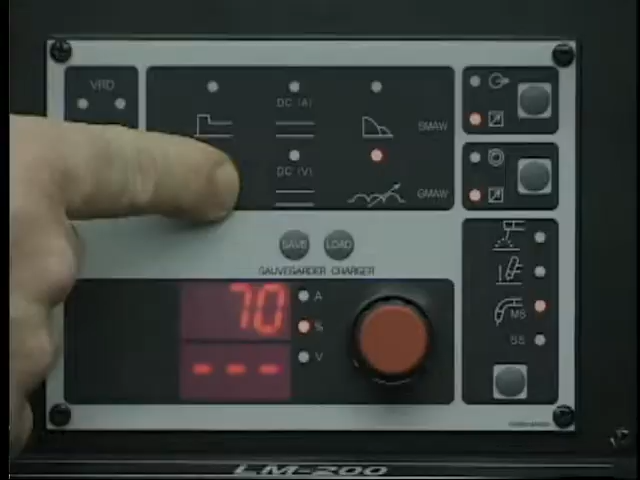 VRD
DC (A)
SMAW
DC (V)
GMAW
SAVE LOAD
SAUVEGARDER CHARGER
70 A
%
--- V
MS
SS
LM-200